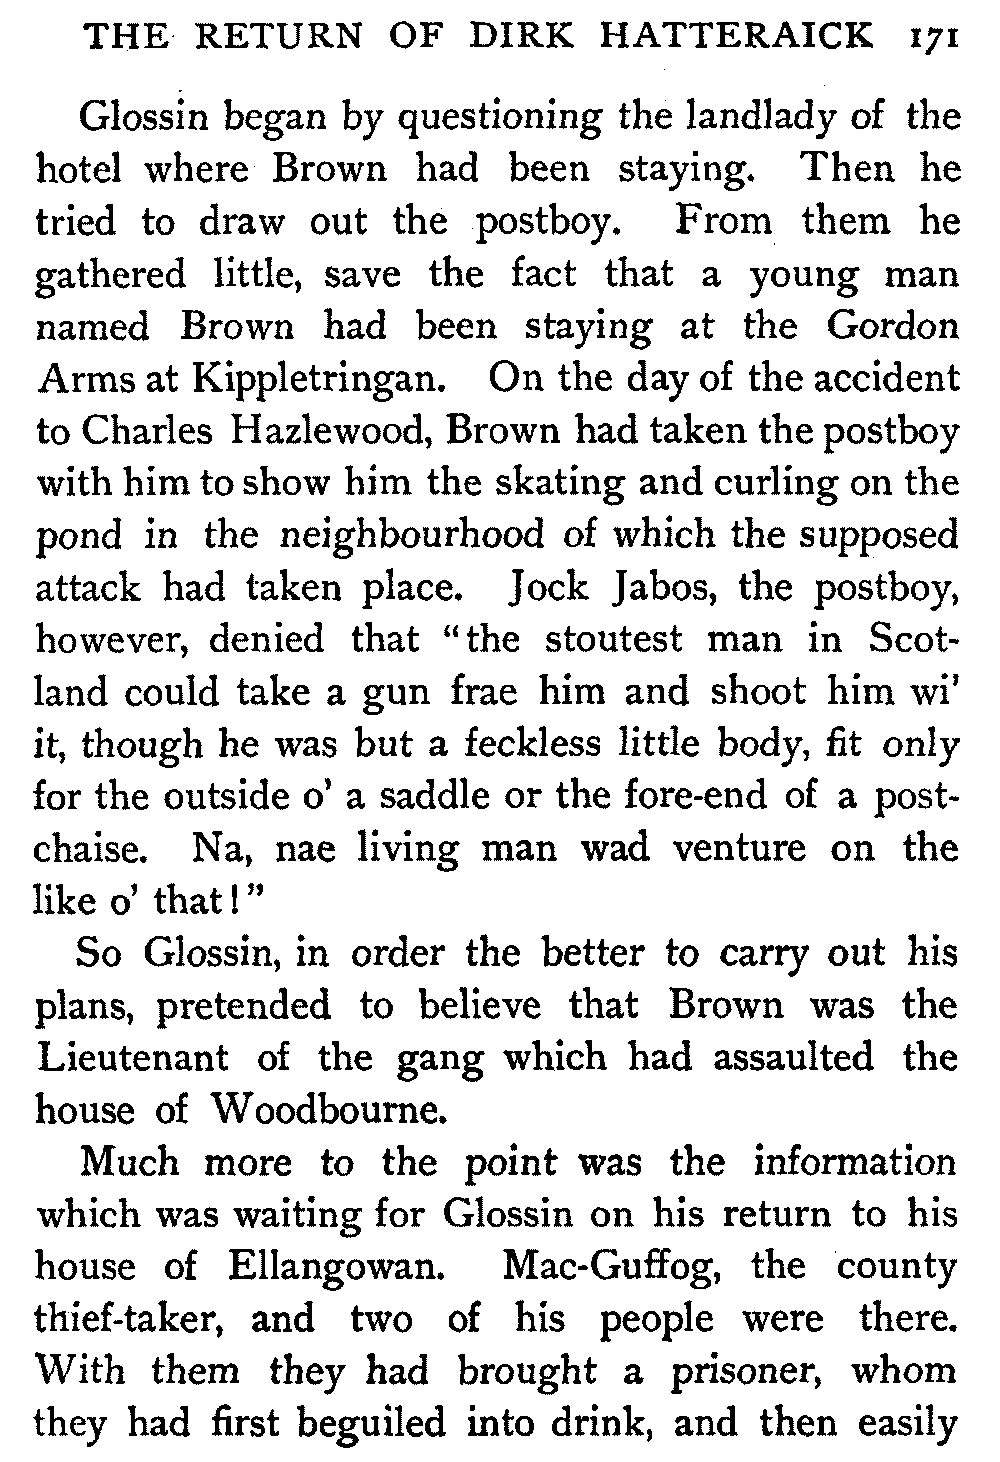 THE RETURN OF DIRK HATTERAICK 171
Glossin began by questioning the landlady of the
hotel where Brown had been staying. Then he
tried to draw out the postboy. From them he
gathered little, save the fact that a young man
named Brown had been staying at the Gordon
Arms at Kippletringan. On the day of the accident
to Charles Hazlewood, Brown had taken the postboy
with him to show him the skating and curling on the
pond in the neighbourhood of which the supposed
attack had taken place. Jock Jabos, the postboy,
however, denied that “the stoutest man in Scot-
land could take a gun frae him and shoot him wi’
it, though he was but a feckless little body, fit only
for the outside o’ a saddle or the fore-end of a post-
chaise. Na, nae living man wad venture on the
like o’ that!”
So Glossin, in order the better to carry out his
plans, pretended to believe that Brown was the
Lieutenant of the gang which had assaulted the
house of Woodbourne.
Much more to the point was the information
which was waiting for Glossin on his return to his
house of Ellangowan. Mac-Guffog, the county
thief-taker, and two of his people were there.
With them they had brought a prisoner, whom
they had first beguiled into drink, and then easily